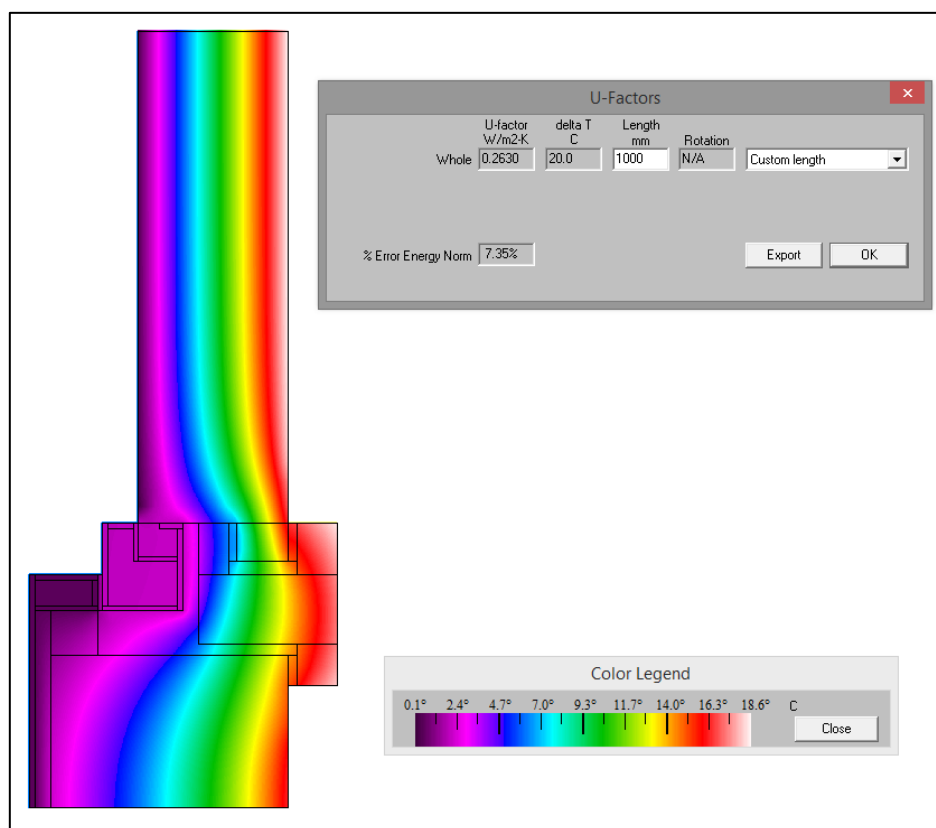 U-Factors
U-factor delta T Length
W/m2-K C mm Rotation
Whole 0.2630 20.0 1000 N/A Custom length
% Error Energy Norm 7.35% Export OK
Color Legend
0.1° 2.4° 4.7° 7.0° 9.3° 11.7° 14.0° 16.3° 18.6° C
Close